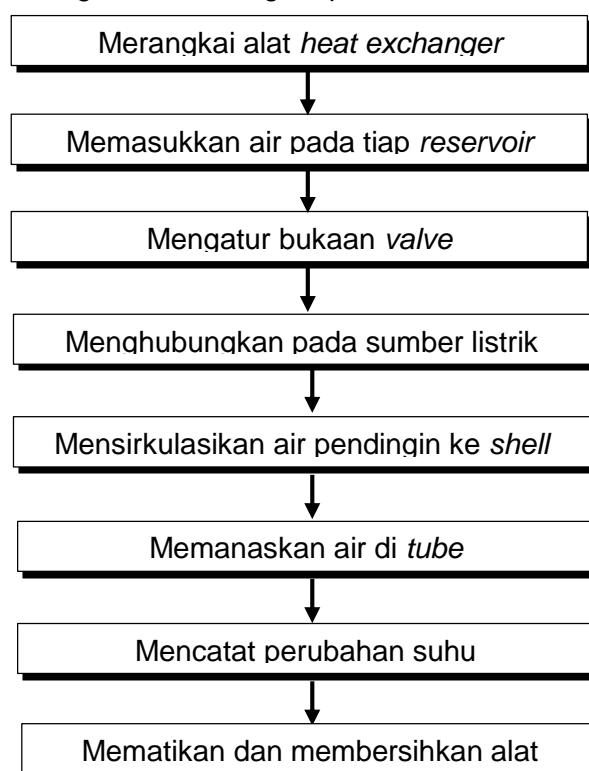 Merangkai alat heat exchanger
Memasukkan air pada tiap reservoir
Mengatur bukaan valve
Menghubungkan pada sumber listrik
Mensirkulasikan air pendingin ke shell
Memanaskan air di tube
Mencatat perubahan suhu
Mematikan dan membersihkan alat